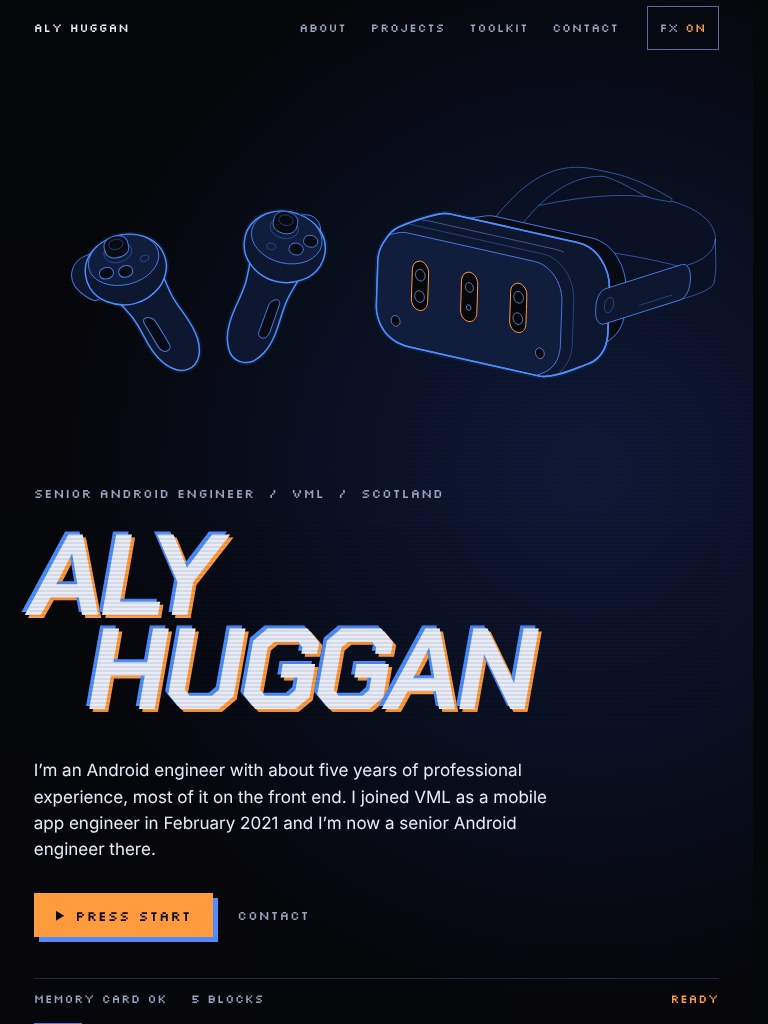 ALY HUGGAN
ABOUT PROJECTS TOOLKIT CONTACT FX ON
SENIOR ANDROID ENGINEER / VML / SCOTLAND
ALY
HUGGAN
I’m an Android engineer with about five years of professional
experience, most of it on the front end. I joined VML as a mobile
app engineer in February 2021 and I’m now a senior Android
engineer there.
PRESS START CONTACT
MEMORY CARD OK 5 BLOCKS READY